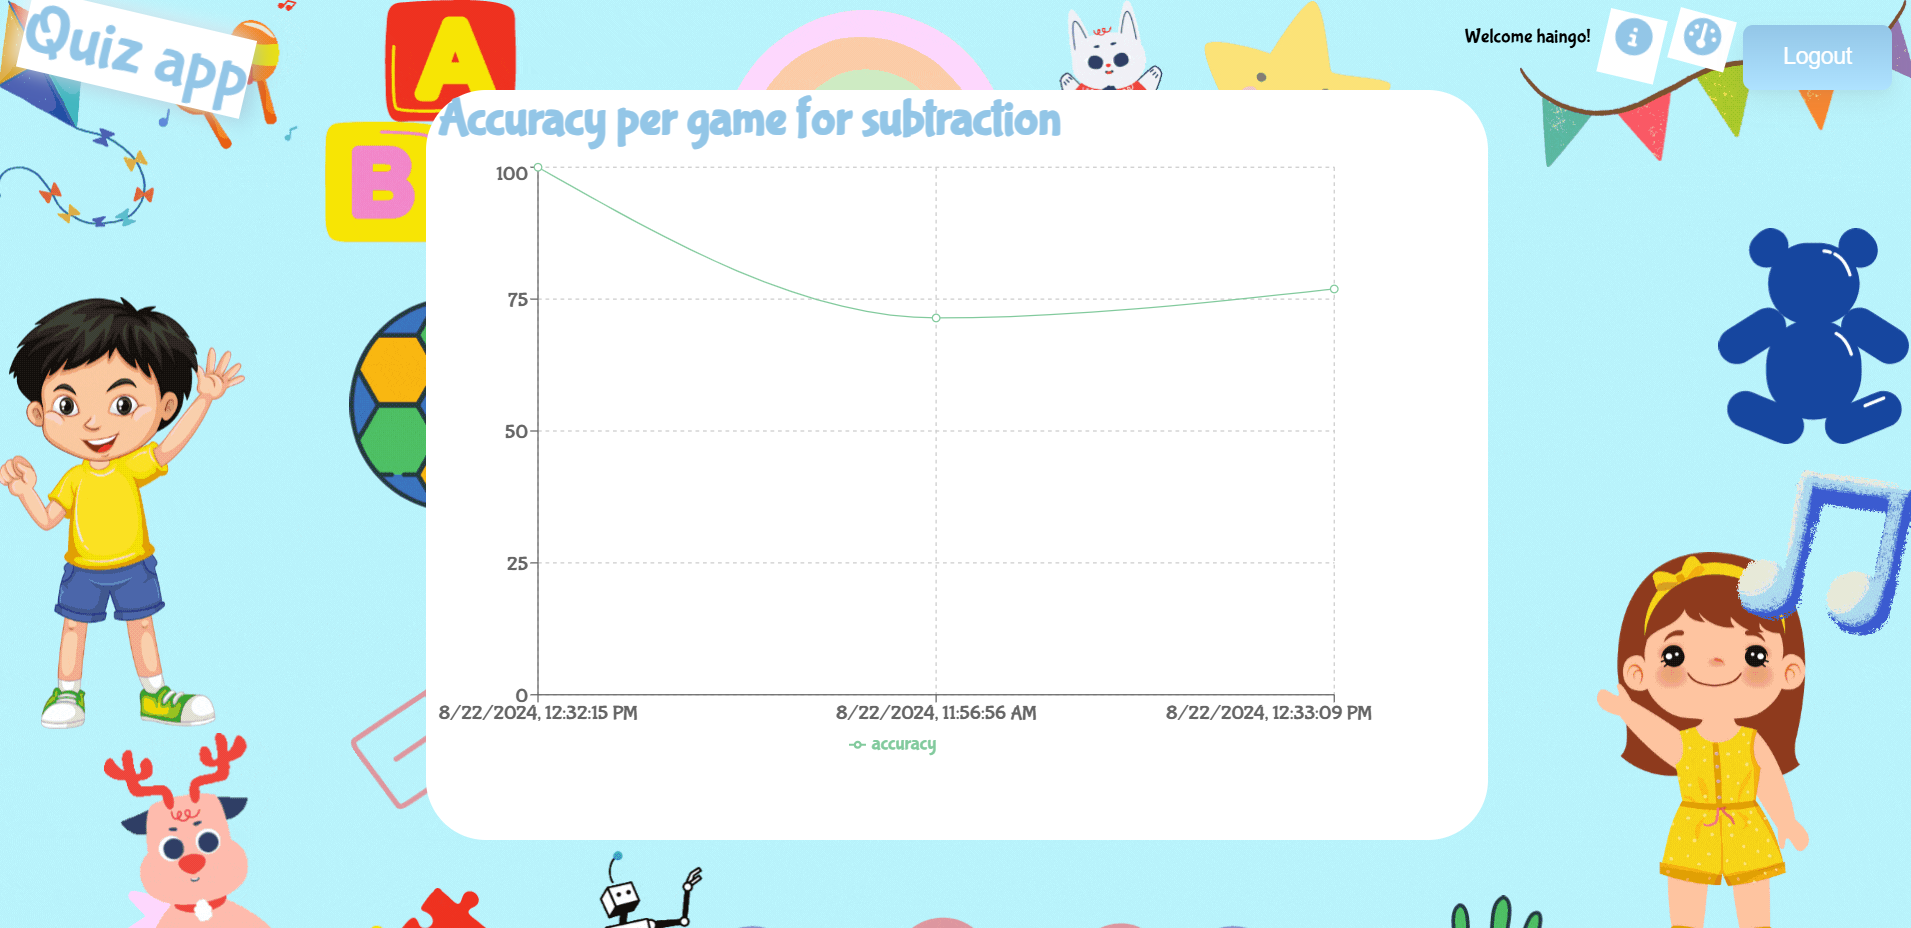 Quiz app
A
B
Welcome haingo!
i
Logout
Accuracy per game for subtraction
100
75
50
25
0
8/22/2024, 12:32:15 PM 8/22/2024, 11:56:56 AM 8/22/2024, 12:33:09 PM
accuracy